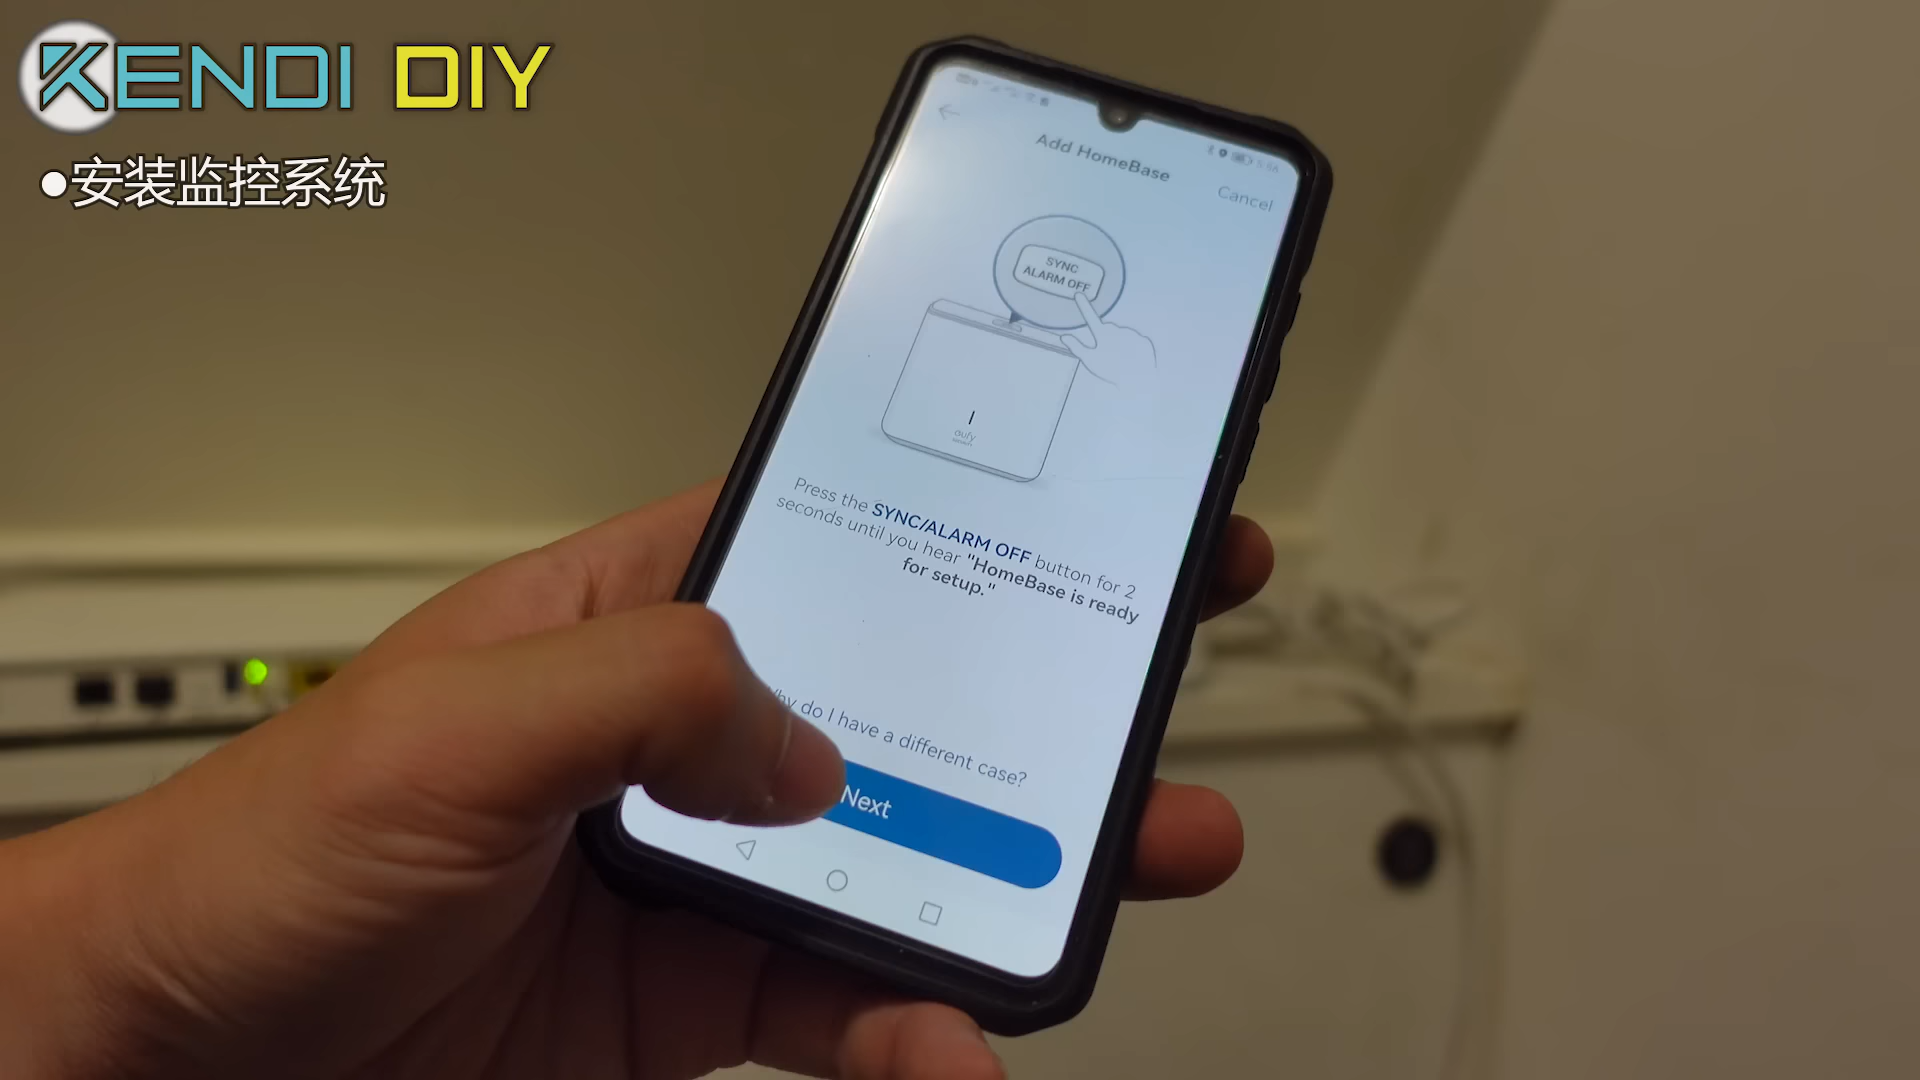 KENDI DIY
●安装监控系统
Add HomeBase
Cancel
SYNC
ALARM OFF
eufy
Press the SYNC/ALARM OFF button for 2
seconds until you hear "HomeBase is ready
for setup."
Why do I have a different case?
Next